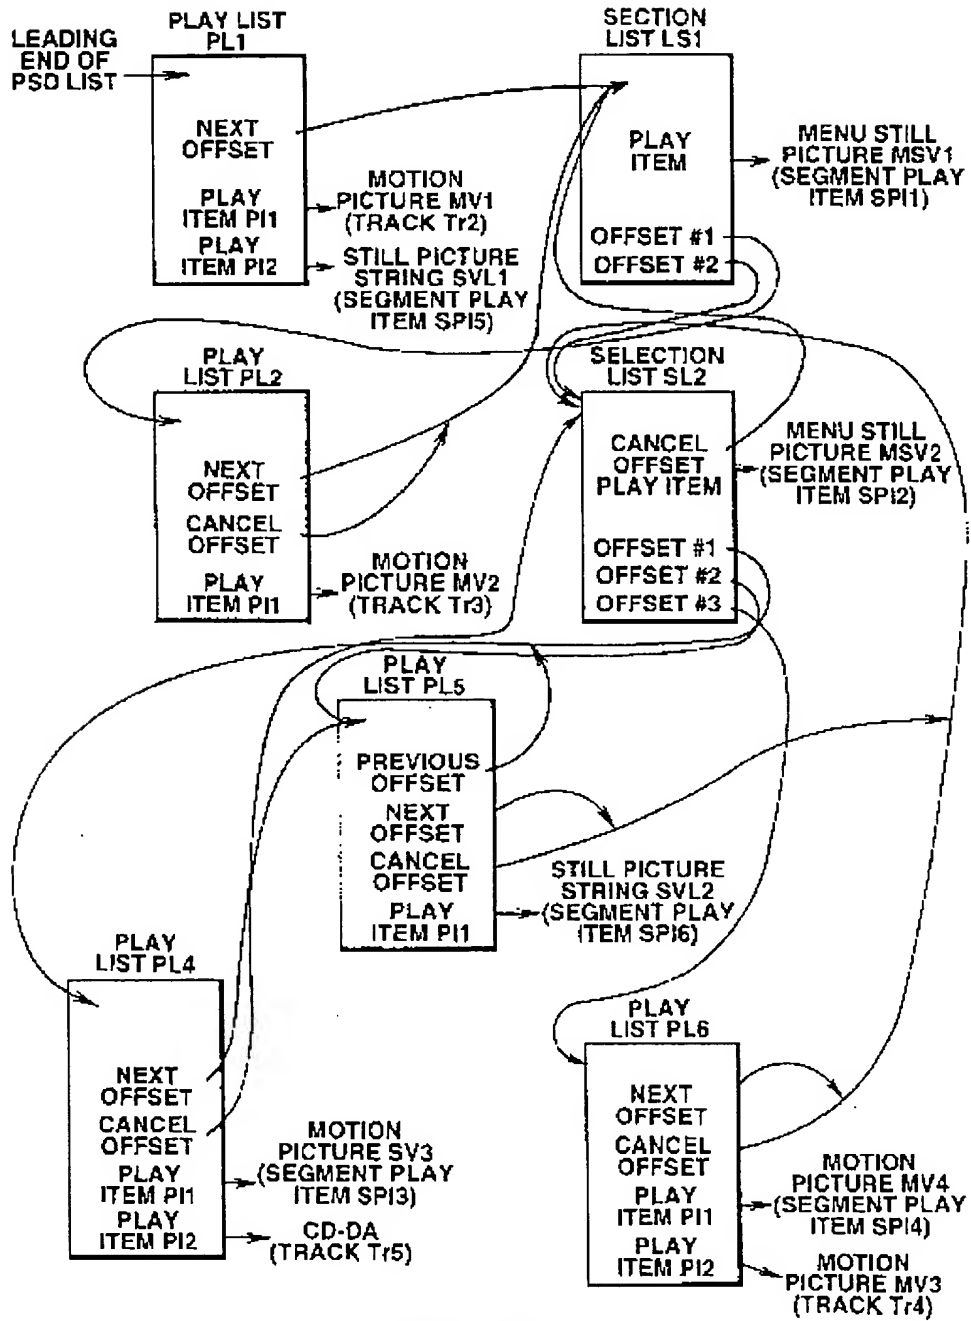 LEADING
END OF
PSD LIST
PLAY LIST
PL1
NEXT
OFFSET
PLAY
ITEM PI1
PLAY
ITEM PI2
MOTION
PICTURE MV1
(TRACK Tr2)
STILL PICTURE
STRING SVL1
(SEGMENT PLAY
ITEM SPI5)
SECTION
LIST LS1
PLAY
ITEM
OFFSET #1
OFFSET #2
MENU STILL
PICTURE MSV1
(SEGMENT PLAY
ITEM SPI1)
PLAY
LIST PL2
NEXT
OFFSET
CANCEL
OFFSET
PLAY
ITEM PI1
MOTION
PICTURE MV2
(TRACK Tr3)
SELECTION
LIST SL2
CANCEL
OFFSET
PLAY ITEM
OFFSET #1
OFFSET #2
OFFSET #3
MENU STILL
PICTURE MSV2
(SEGMENT PLAY
ITEM SPI2)
PLAY
LIST PL5
PREVIOUS
OFFSET
NEXT
OFFSET
CANCEL
OFFSET
PLAY
ITEM PI1
STILL PICTURE
STRING SVL2
(SEGMENT PLAY
ITEM SPI6)
PLAY
LIST PL4
NEXT
OFFSET
CANCEL
OFFSET
PLAY
ITEM PI1
PLAY
ITEM PI2
MOTION
PICTURE SV3
(SEGMENT PLAY
ITEM SPI3)
CD-DA
(TRACK Tr5)
PLAY
LIST PL6
NEXT
OFFSET
CANCEL
OFFSET
PLAY
ITEM PI1
PLAY
ITEM PI2
MOTION
PICTURE MV4
(SEGMENT PLAY
ITEM SPI4)
MOTION
PICTURE MV3
(TRACK Tr4)